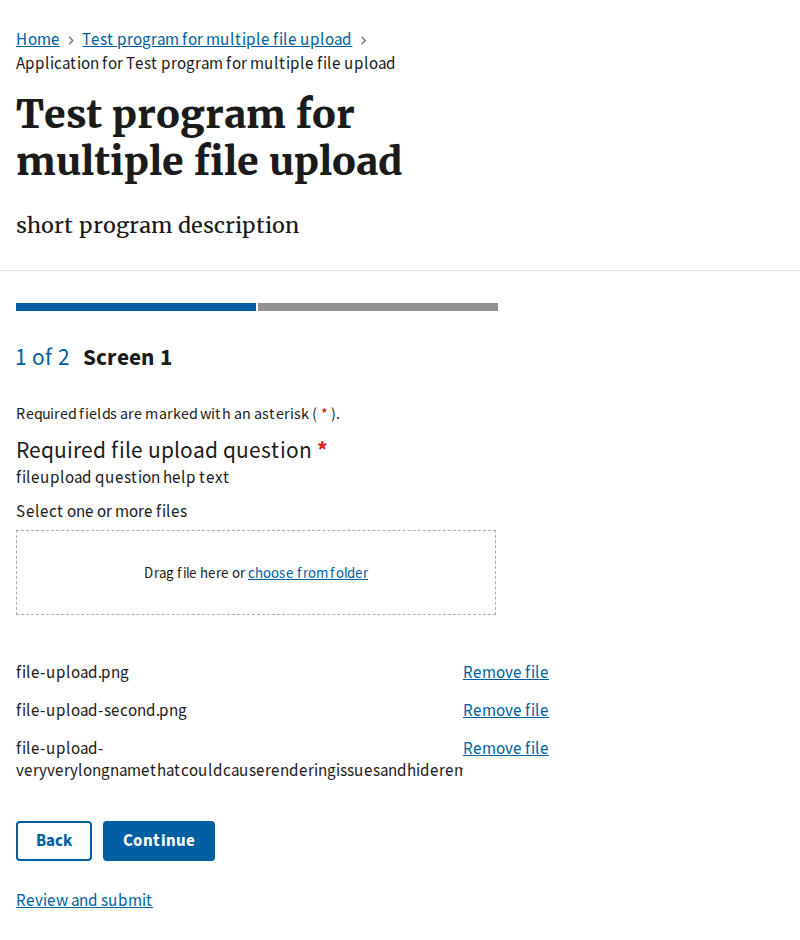 Home > Test program for multiple file upload >
Application for Test program for multiple file upload
Test program for
multiple file upload
short program description
1 of 2 Screen 1
Required fields are marked with an asterisk ( * ).
Required file upload question *
fileupload question help text
Select one or more files
Drag file here or choose from folder
file-upload.png Remove file
file-upload-second.png Remove file
file-upload- Remove file
veryverylongnamethatcouldcauserenderingissuesandhiderem
Back Continue
Review and submit